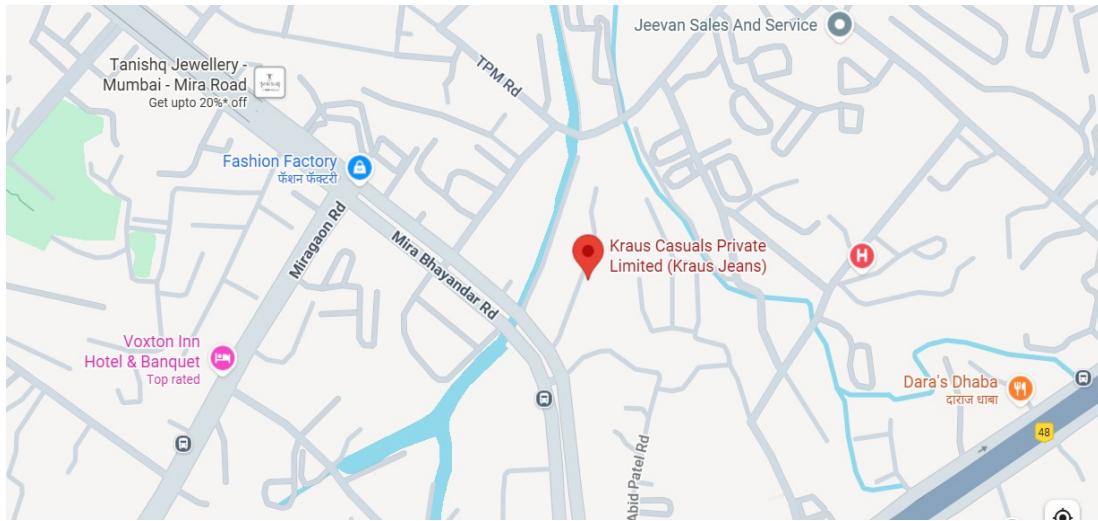 Jeevan Sales And Service
Tanishq Jewellery -
Mumbai - Mira Road
Get upto 20%* off
TPM Rd
Fashion Factory
फॅशन फॅक्टरी
Miragaon Rd
Mira Bhayandar Rd
Kraus Casuals Private
Limited (Kraus Jeans)
H
Voxton Inn
Hotel & Banquet
Top rated
Dara's Dhaba
दाराज धाबा
48
Abid Patel Rd